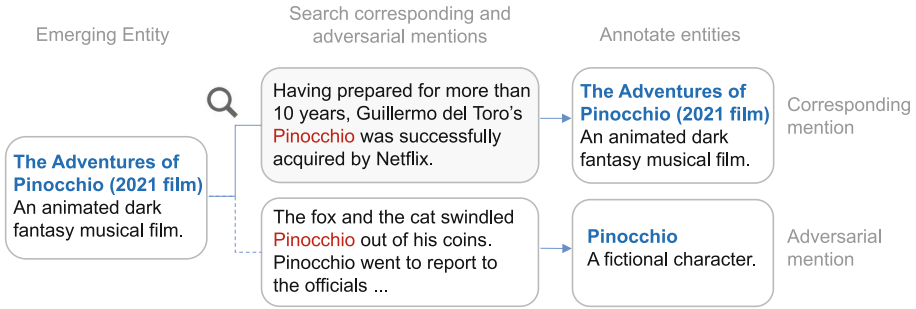 Emerging Entity
Search corresponding and
adversarial mentions
Annotate entities
The Adventures of
Pinocchio (2021 film)
An animated dark
fantasy musical film.
Having prepared for more than
10 years, Guillermo del Toro's
Pinocchio was successfully
acquired by Netflix.
The Adventures of
Pinocchio (2021 film)
An animated dark
fantasy musical film.
Corresponding
mention
The fox and the cat swindled
Pinocchio out of his coins.
Pinocchio went to report to
the officials ...
Pinocchio
A fictional character.
Adversarial
mention